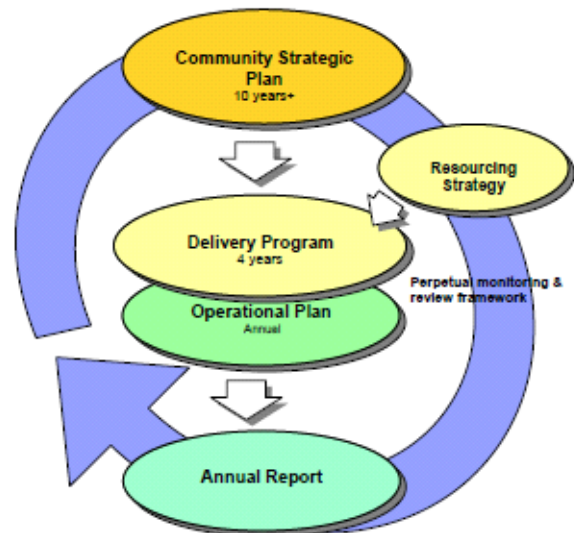 Community Strategic
Plan
10 years+
Resourcing
Strategy
Delivery Program
4 years
Perpetual monitoring &
review framework
Operational Plan
Annual
Annual Report